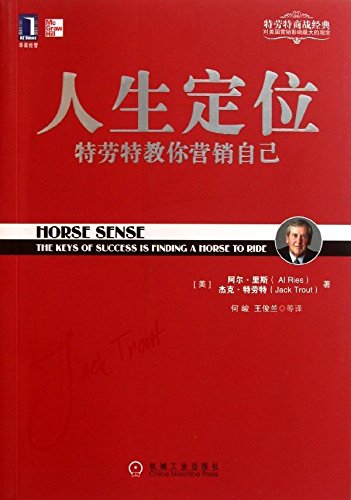 HZ Books
华章经管
Mc
Graw
Hill
特劳特商战经典
对美国营销影响最大的观念
人生定位
特劳特教你营销自己
HORSE SENSE
THE KEYS OF SUCCESS IS FINDING A HORSE TO RIDE
[美] 阿尔·里斯(Al Ries) 著
杰克·特劳特(Jack Trout)
何峻 王俊兰 等译
Jack Trout
机械工业出版社
China Machine Press